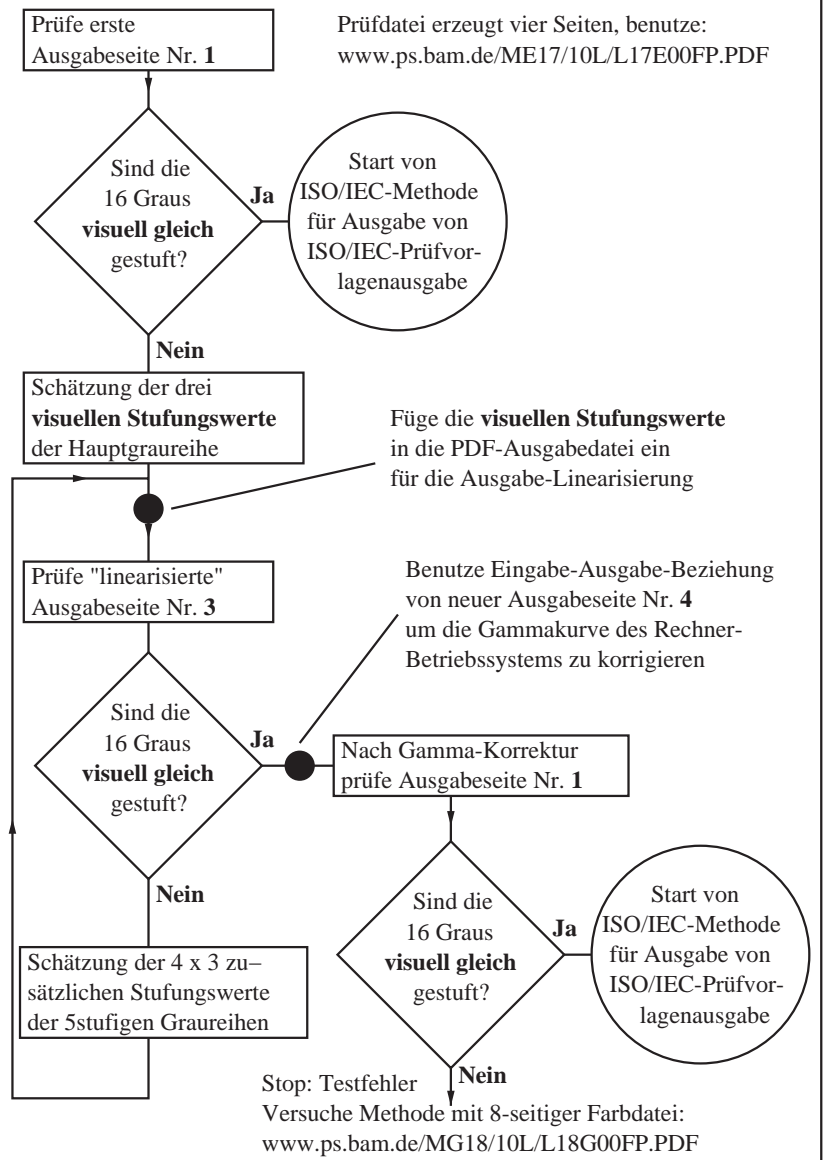 Prüfe erste
Ausgabeseite Nr. 1
Prüfdatei erzeugt vier Seiten, benutze:
www.ps.bam.de/ME17/10L/L17E00FP.PDF
Sind die
16 Graus
visuell gleich
gestuft?
Ja
Start von
ISO/IEC-Methode
für Ausgabe von
ISO/IEC-Prüfvor-
lagenausgabe
Nein
Schätzung der drei
visuellen Stufungswerte
der Hauptgraureihe
Füge die visuellen Stufungswerte
in die PDF-Ausgabedatei ein
für die Ausgabe-Linearisierung
Prüfe "linearisierte"
Ausgabeseite Nr. 3
Benutze Eingabe-Ausgabe-Beziehung
von neuer Ausgabeseite Nr. 4
um die Gammakurve des Rechner-
Betriebssystems zu korrigieren
Sind die
16 Graus
visuell gleich
gestuft?
Ja
Nach Gamma-Korrektur
prüfe Ausgabeseite Nr. 1
Nein
Schätzung der 4 x 3 zu–
sätzlichen Stufungswerte
der 5stufigen Graureihen
Sind die
16 Graus
visuell gleich
gestuft?
Ja
Start von
ISO/IEC-Methode
für Ausgabe von
ISO/IEC-Prüfvor-
lagenausgabe
Nein
Stop: Testfehler
Versuche Methode mit 8-seitiger Farbdatei:
www.ps.bam.de/MG18/10L/L18G00FP.PDF